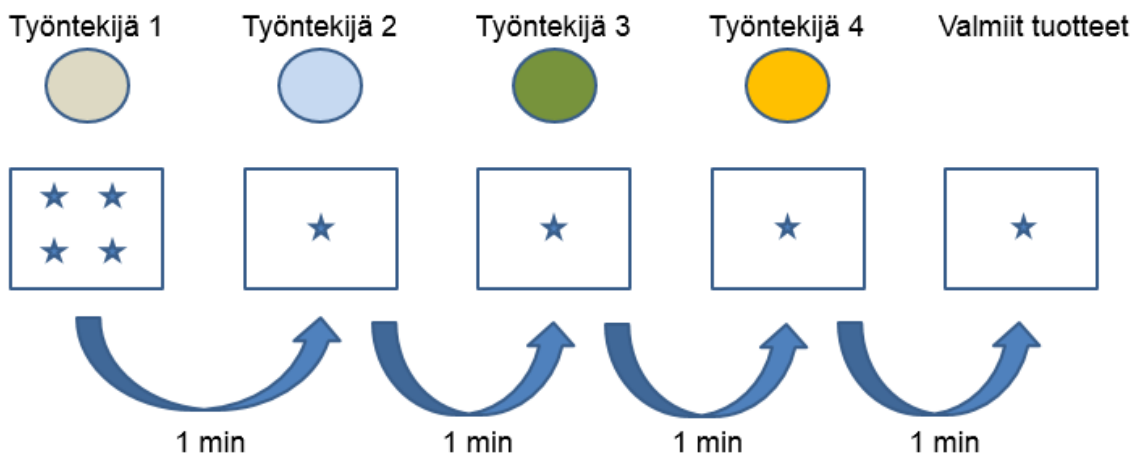 Työntekijä 1 Työntekijä 2 Työntekijä 3 Työntekijä 4 Valmiit tuotteet
1 min 1 min 1 min 1 min